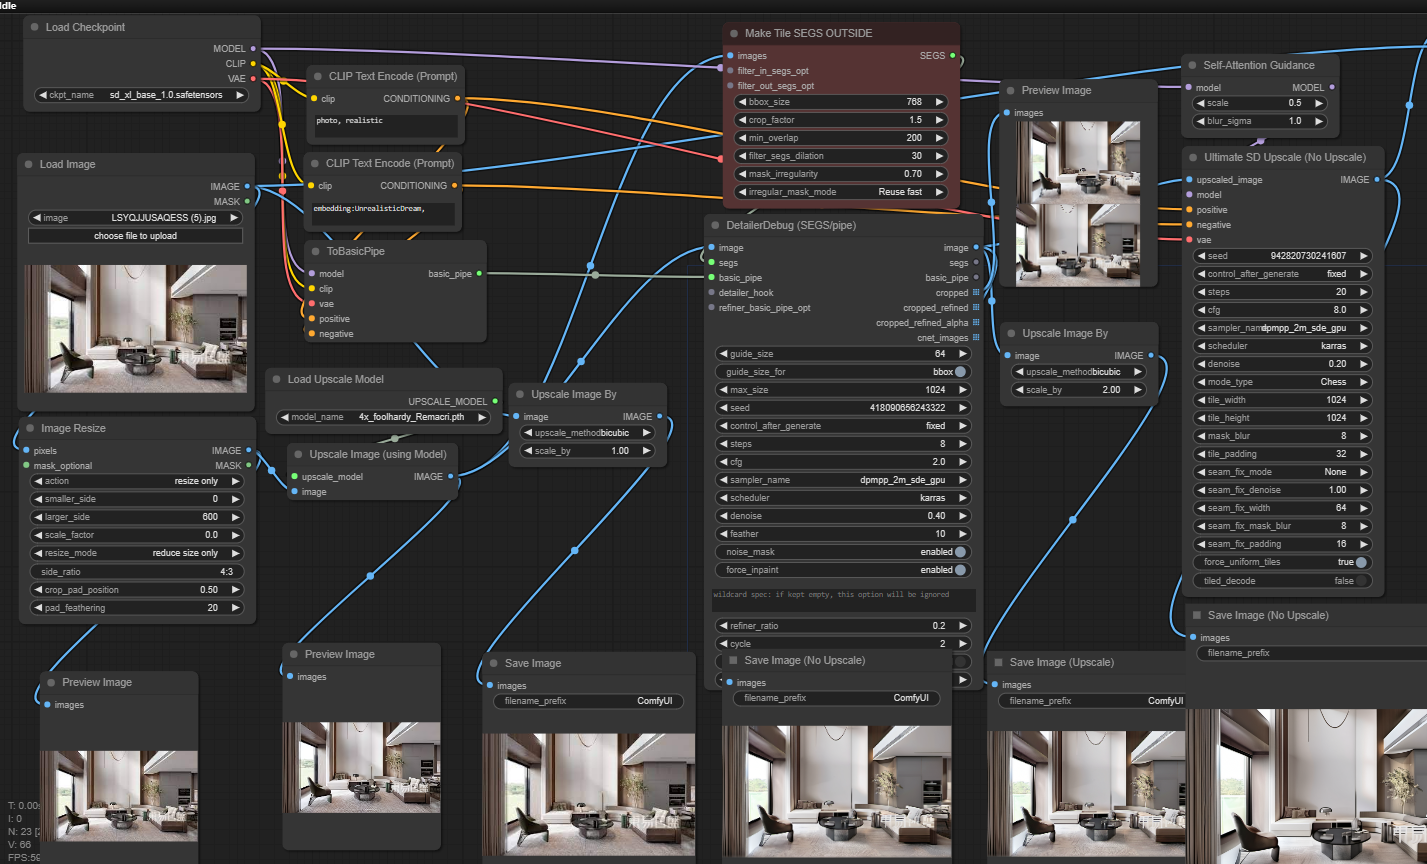 ldle
Load Checkpoint
MODEL
CLIP
VAE
ckpt_name sd_xl_base_1.0.safetensors
CLIP Text Encode (Prompt)
clip CONDITIONING
photo, realistic
CLIP Text Encode (Prompt)
clip CONDITIONING
embedding:UnrealisticDream,
Load Image
IMAGE
MASK
image LSYQJJUSAQESS (5).jpg
choose file to upload
ToBasicPipe
model basic_pipe
clip
vae
positive
negative
Load Upscale Model
UPSCALE_MODEL
model_name 4x_foolhardy_Remacri.pth
Upscale Image (using Model)
upscale_model IMAGE
image
Upscale Image By
image IMAGE
upscale_method bicubic
scale_by 1.00
Image Resize
pixels IMAGE
mask_optional MASK
action resize only
smaller_side 0
larger_side 600
scale_factor 0.0
resize_mode reduce size only
side_ratio 4:3
crop_pad_position 0.50
pad_feathering 20
Make Tile SEGS OUTSIDE
images SEGS
filter_in_segs_opt
filter_out_segs_opt
bbox_size 768
crop_factor 1.5
min_overlap 200
filter_segs_dilation 30
mask_irregularity 0.70
irregular_mask_mode Reuse fast
DetailerDebug (SEGS/pipe)
image image
segs segs
basic_pipe basic_pipe
detailer_hook cropped
refiner_basic_pipe_opt cropped_refined
cropped_refined_alpha
cnet_images
guide_size 64
guide_size_for bbox
max_size 1024
seed 418090656243322
control_after_generate fixed
steps 8
cfg 2.0
sampler_name dpmpp_2m_sde_gpu
scheduler karras
denoise 0.40
feather 10
noise_mask enabled
force_inpaint enabled
wildcard spec: if kept empty, this option will be ignored
refiner_ratio 0.2
cycle 2
Preview Image
images
Upscale Image By
image IMAGE
upscale_method bicubic
scale_by 2.00
Self-Attention Guidance
model MODEL
scale 0.5
blur_sigma 1.0
Ultimate SD Upscale (No Upscale)
upscaled_image IMAGE
model
positive
negative
vae
seed 942820730241607
control_after_generate fixed
steps 20
cfg 8.0
sampler_name dpmpp_2m_sde_gpu
scheduler karras
denoise 0.20
mode_type Chess
tile_width 1024
tile_height 1024
mask_blur 8
tile_padding 32
seam_fix_mode None
seam_fix_denoise 1.00
seam_fix_width 64
seam_fix_mask_blur 8
seam_fix_padding 16
force_uniform_tiles true
tiled_decode false
Preview Image
images
Preview Image
images
Save Image
images
filename_prefix ComfyUI
Save Image (No Upscale)
images
filename_prefix ComfyUI
Save Image (Upscale)
images
filename_prefix ComfyUI
Save Image (No Upscale)
images
filename_prefix
T: 0.00
I: 0
N: 23
V: 66